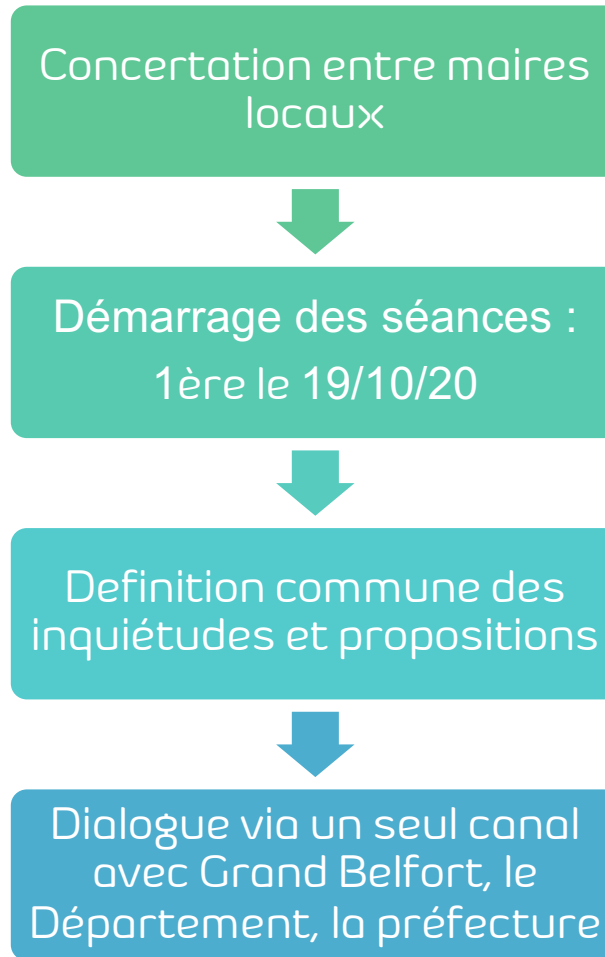 Concertation entre maires
locaux
Démarrage des séances :
1ère le 19/10/20
Definition commune des
inquiétudes et propositions
Dialogue via un seul canal
avec Grand Belfort, le
Département, la préfecture